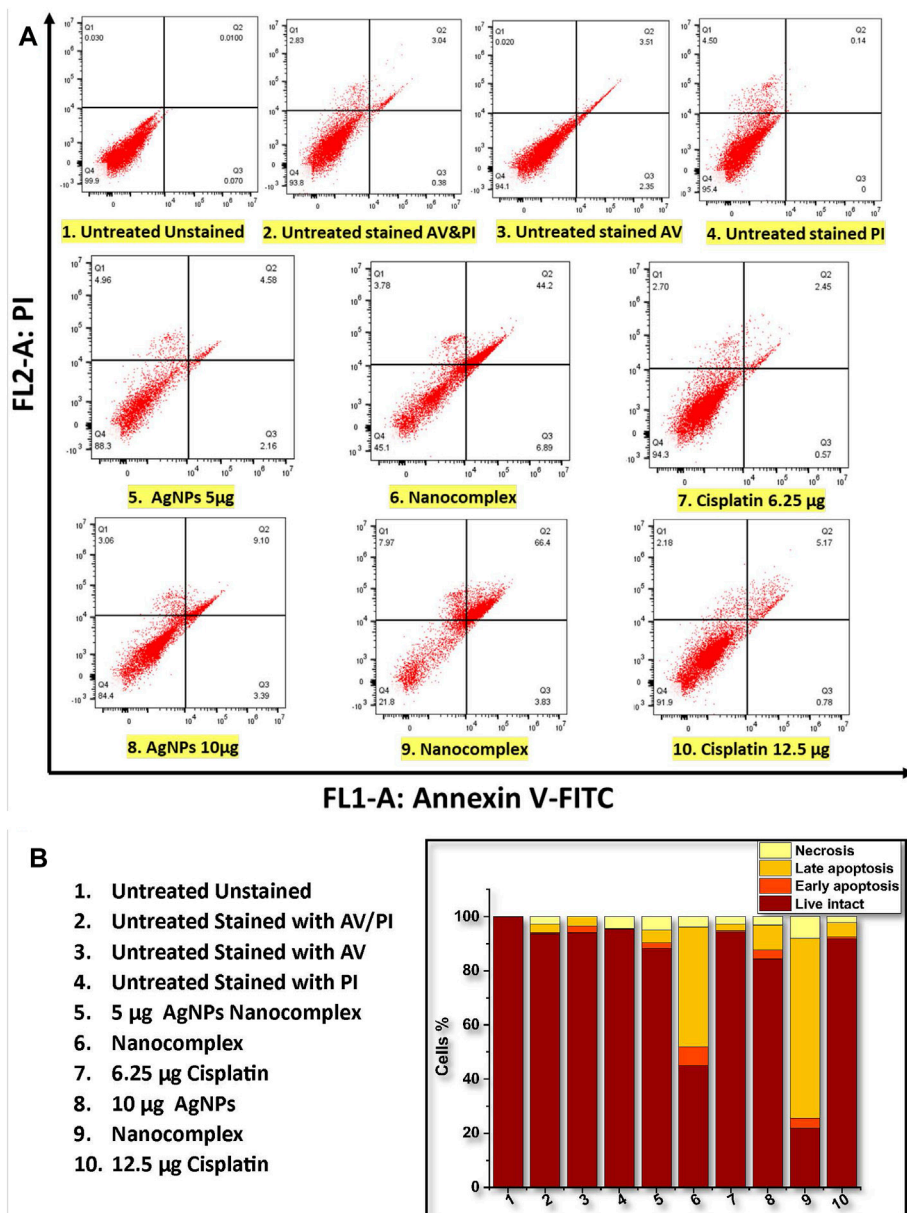 A
FL2-A: PI
Q1
0.030
Q2
0.0100
Q4
99.9
Q3
0.070
1. Untreated Unstained
Q1
2.83
Q2
3.04
Q4
93.8
Q3
0.38
2. Untreated stained AV&PI
Q1
0.020
Q2
3.51
Q4
94.1
Q3
2.35
3. Untreated stained AV
Q1
4.50
Q2
0.14
Q4
95.4
Q3
0
4. Untreated stained PI
Q1
4.96
Q2
4.58
Q4
88.3
Q3
2.16
5. AgNPs 5µg
Q1
3.78
Q2
44.2
Q4
45.1
Q3
6.89
6. Nanocomplex
Q1
2.70
Q2
2.45
Q4
94.3
Q3
0.57
7. Cisplatin 6.25 µg
Q1
3.06
Q2
9.10
Q4
84.4
Q3
3.39
8. AgNPs 10µg
Q1
7.97
Q2
66.4
Q4
21.8
Q3
3.83
9. Nanocomplex
Q1
2.18
Q2
5.17
Q4
91.9
Q3
0.78
10. Cisplatin 12.5 µg
FL1-A: Annexin V-FITC
B
1. Untreated Unstained
2. Untreated Stained with AV/PI
3. Untreated Stained with AV
4. Untreated Stained with PI
5. 5 µg AgNPs Nanocomplex
6. Nanocomplex
7. 6.25 µg Cisplatin
8. 10 µg AgNPs
9. Nanocomplex
10. 12.5 µg Cisplatin
Necrosis
Late apoptosis
Early apoptosis
Live intact
Cells %
100
80
60
40
20
0
1 2 3 4 5 6 7 8 9 10